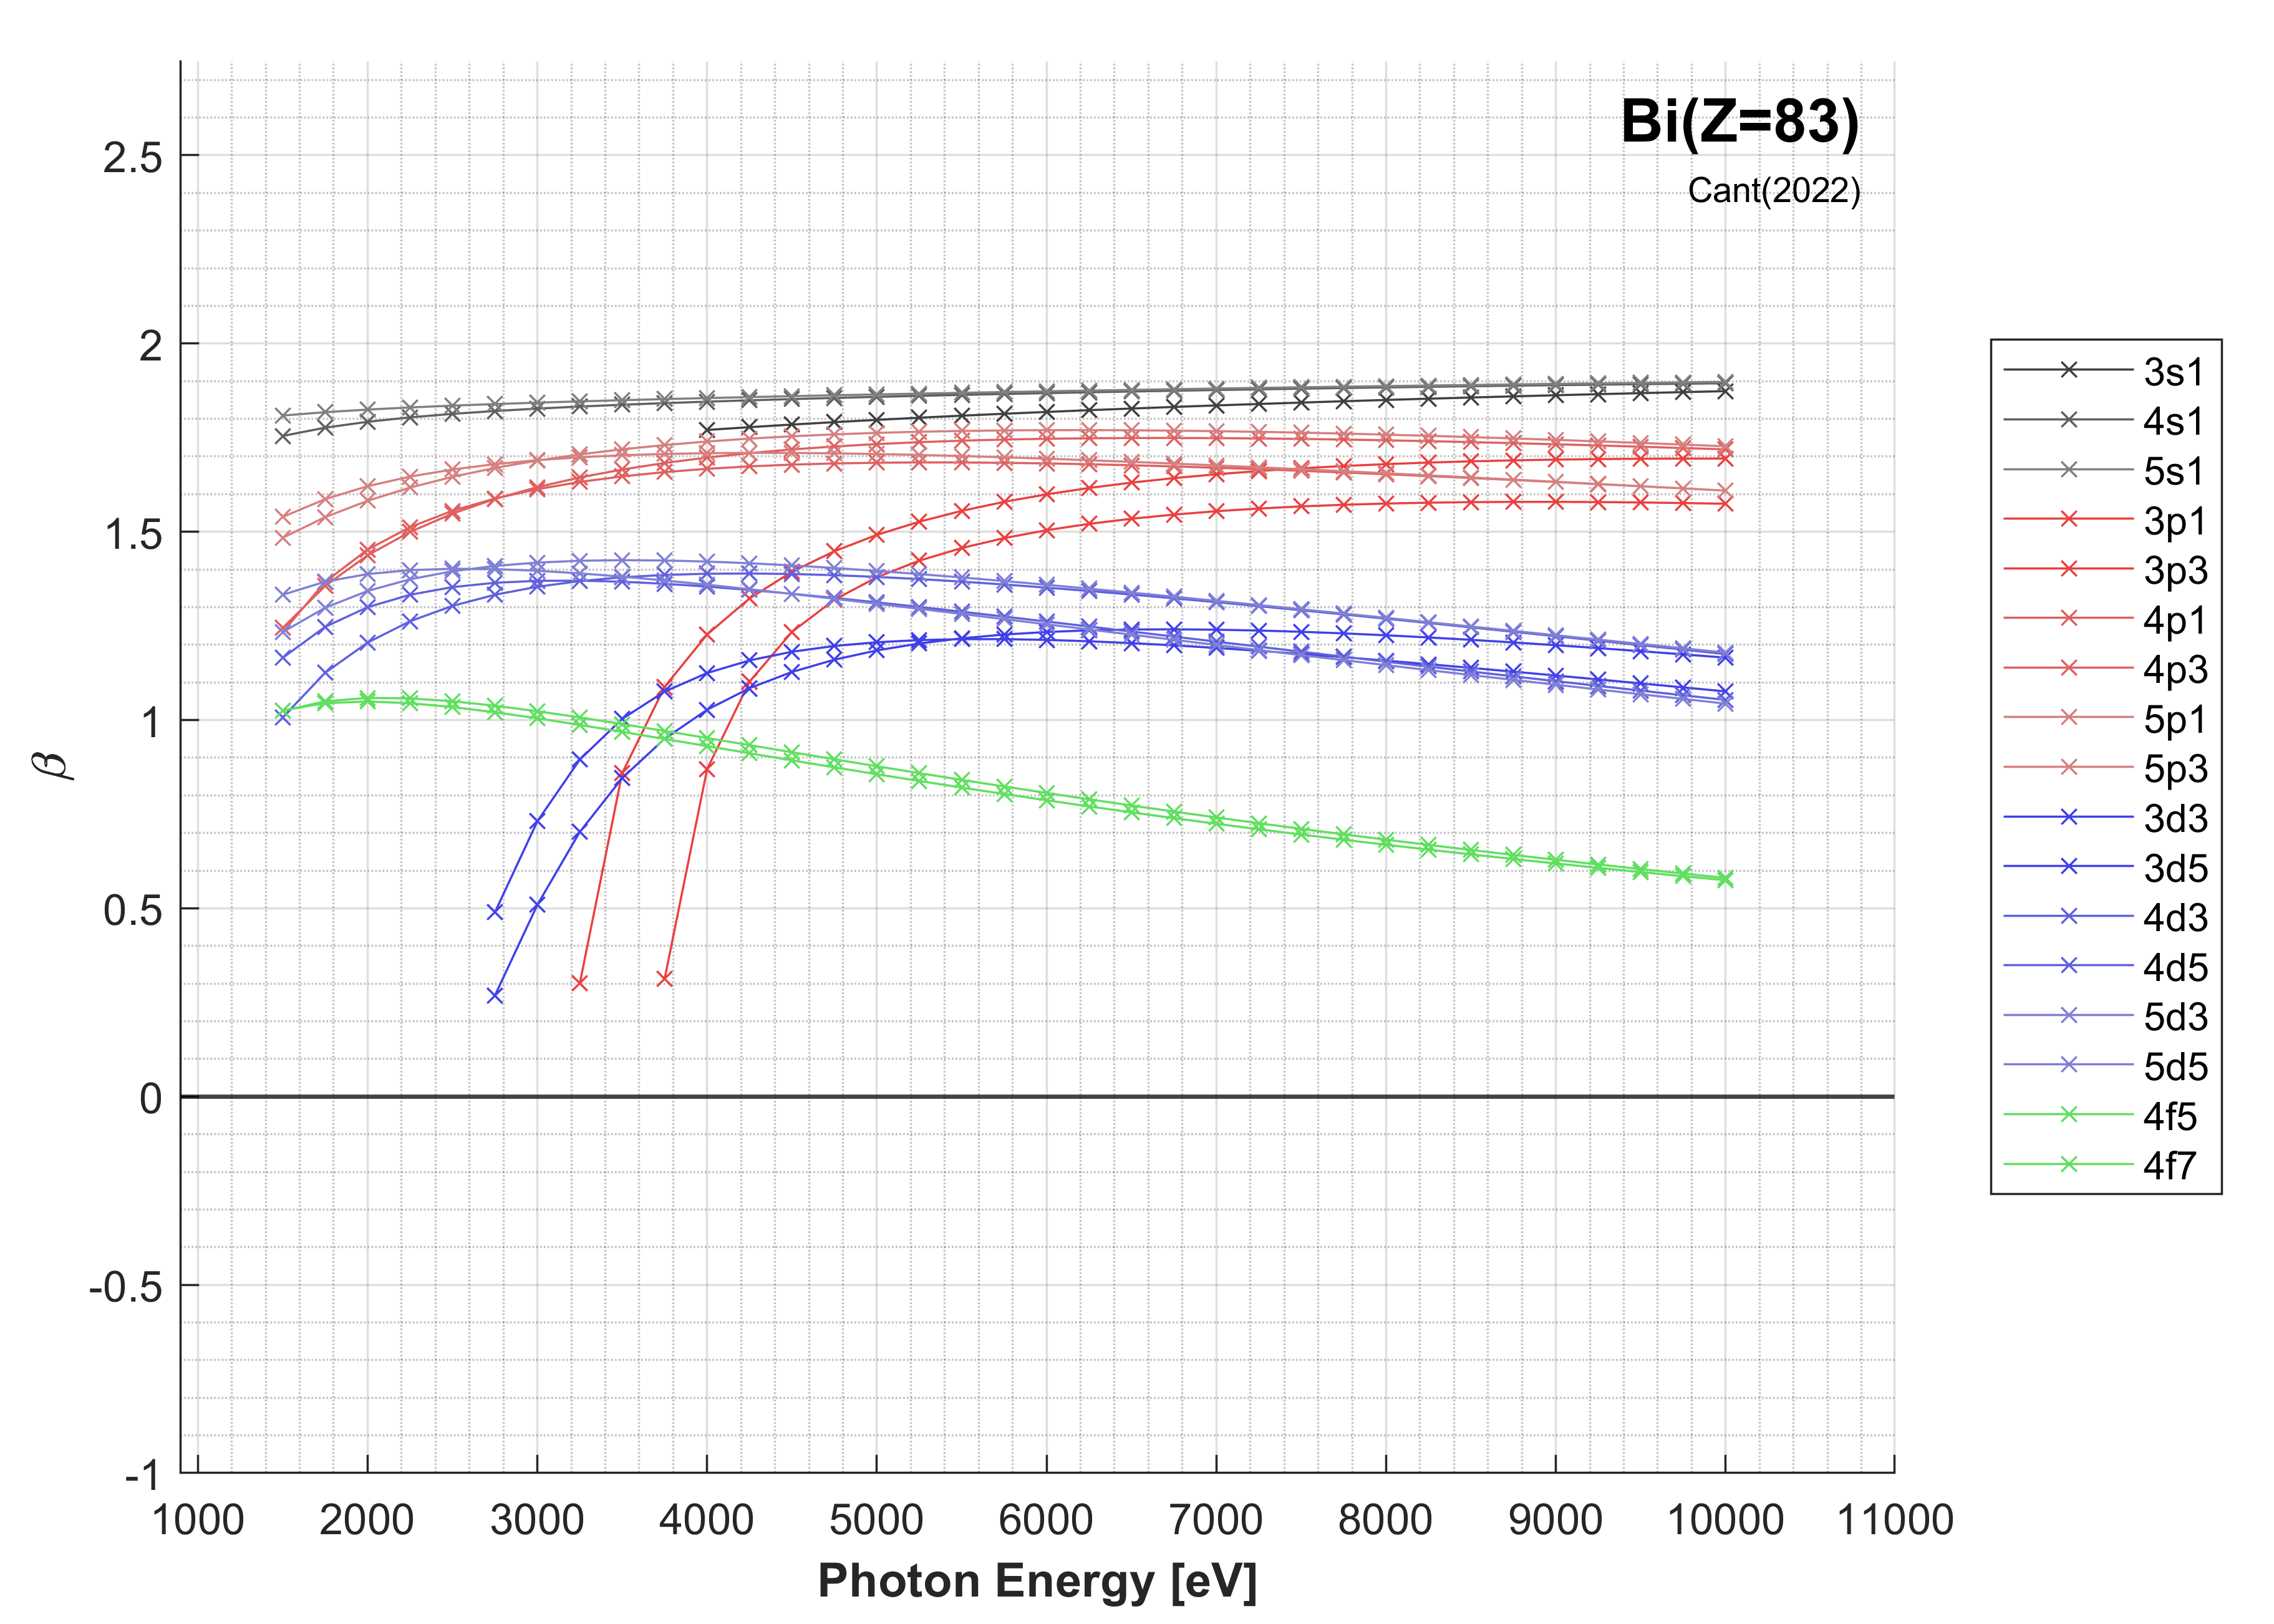 Bi(Z=83)
Cant(2022)
2.5
2
1.5
1
0.5
0
-0.5
-1
β
1000 2000 3000 4000 5000 6000 7000 8000 9000 10000 11000
Photon Energy [eV]
3s1
4s1
5s1
3p1
3p3
4p1
4p3
5p1
5p3
3d3
3d5
4d3
4d5
5d3
5d5
4f5
4f7